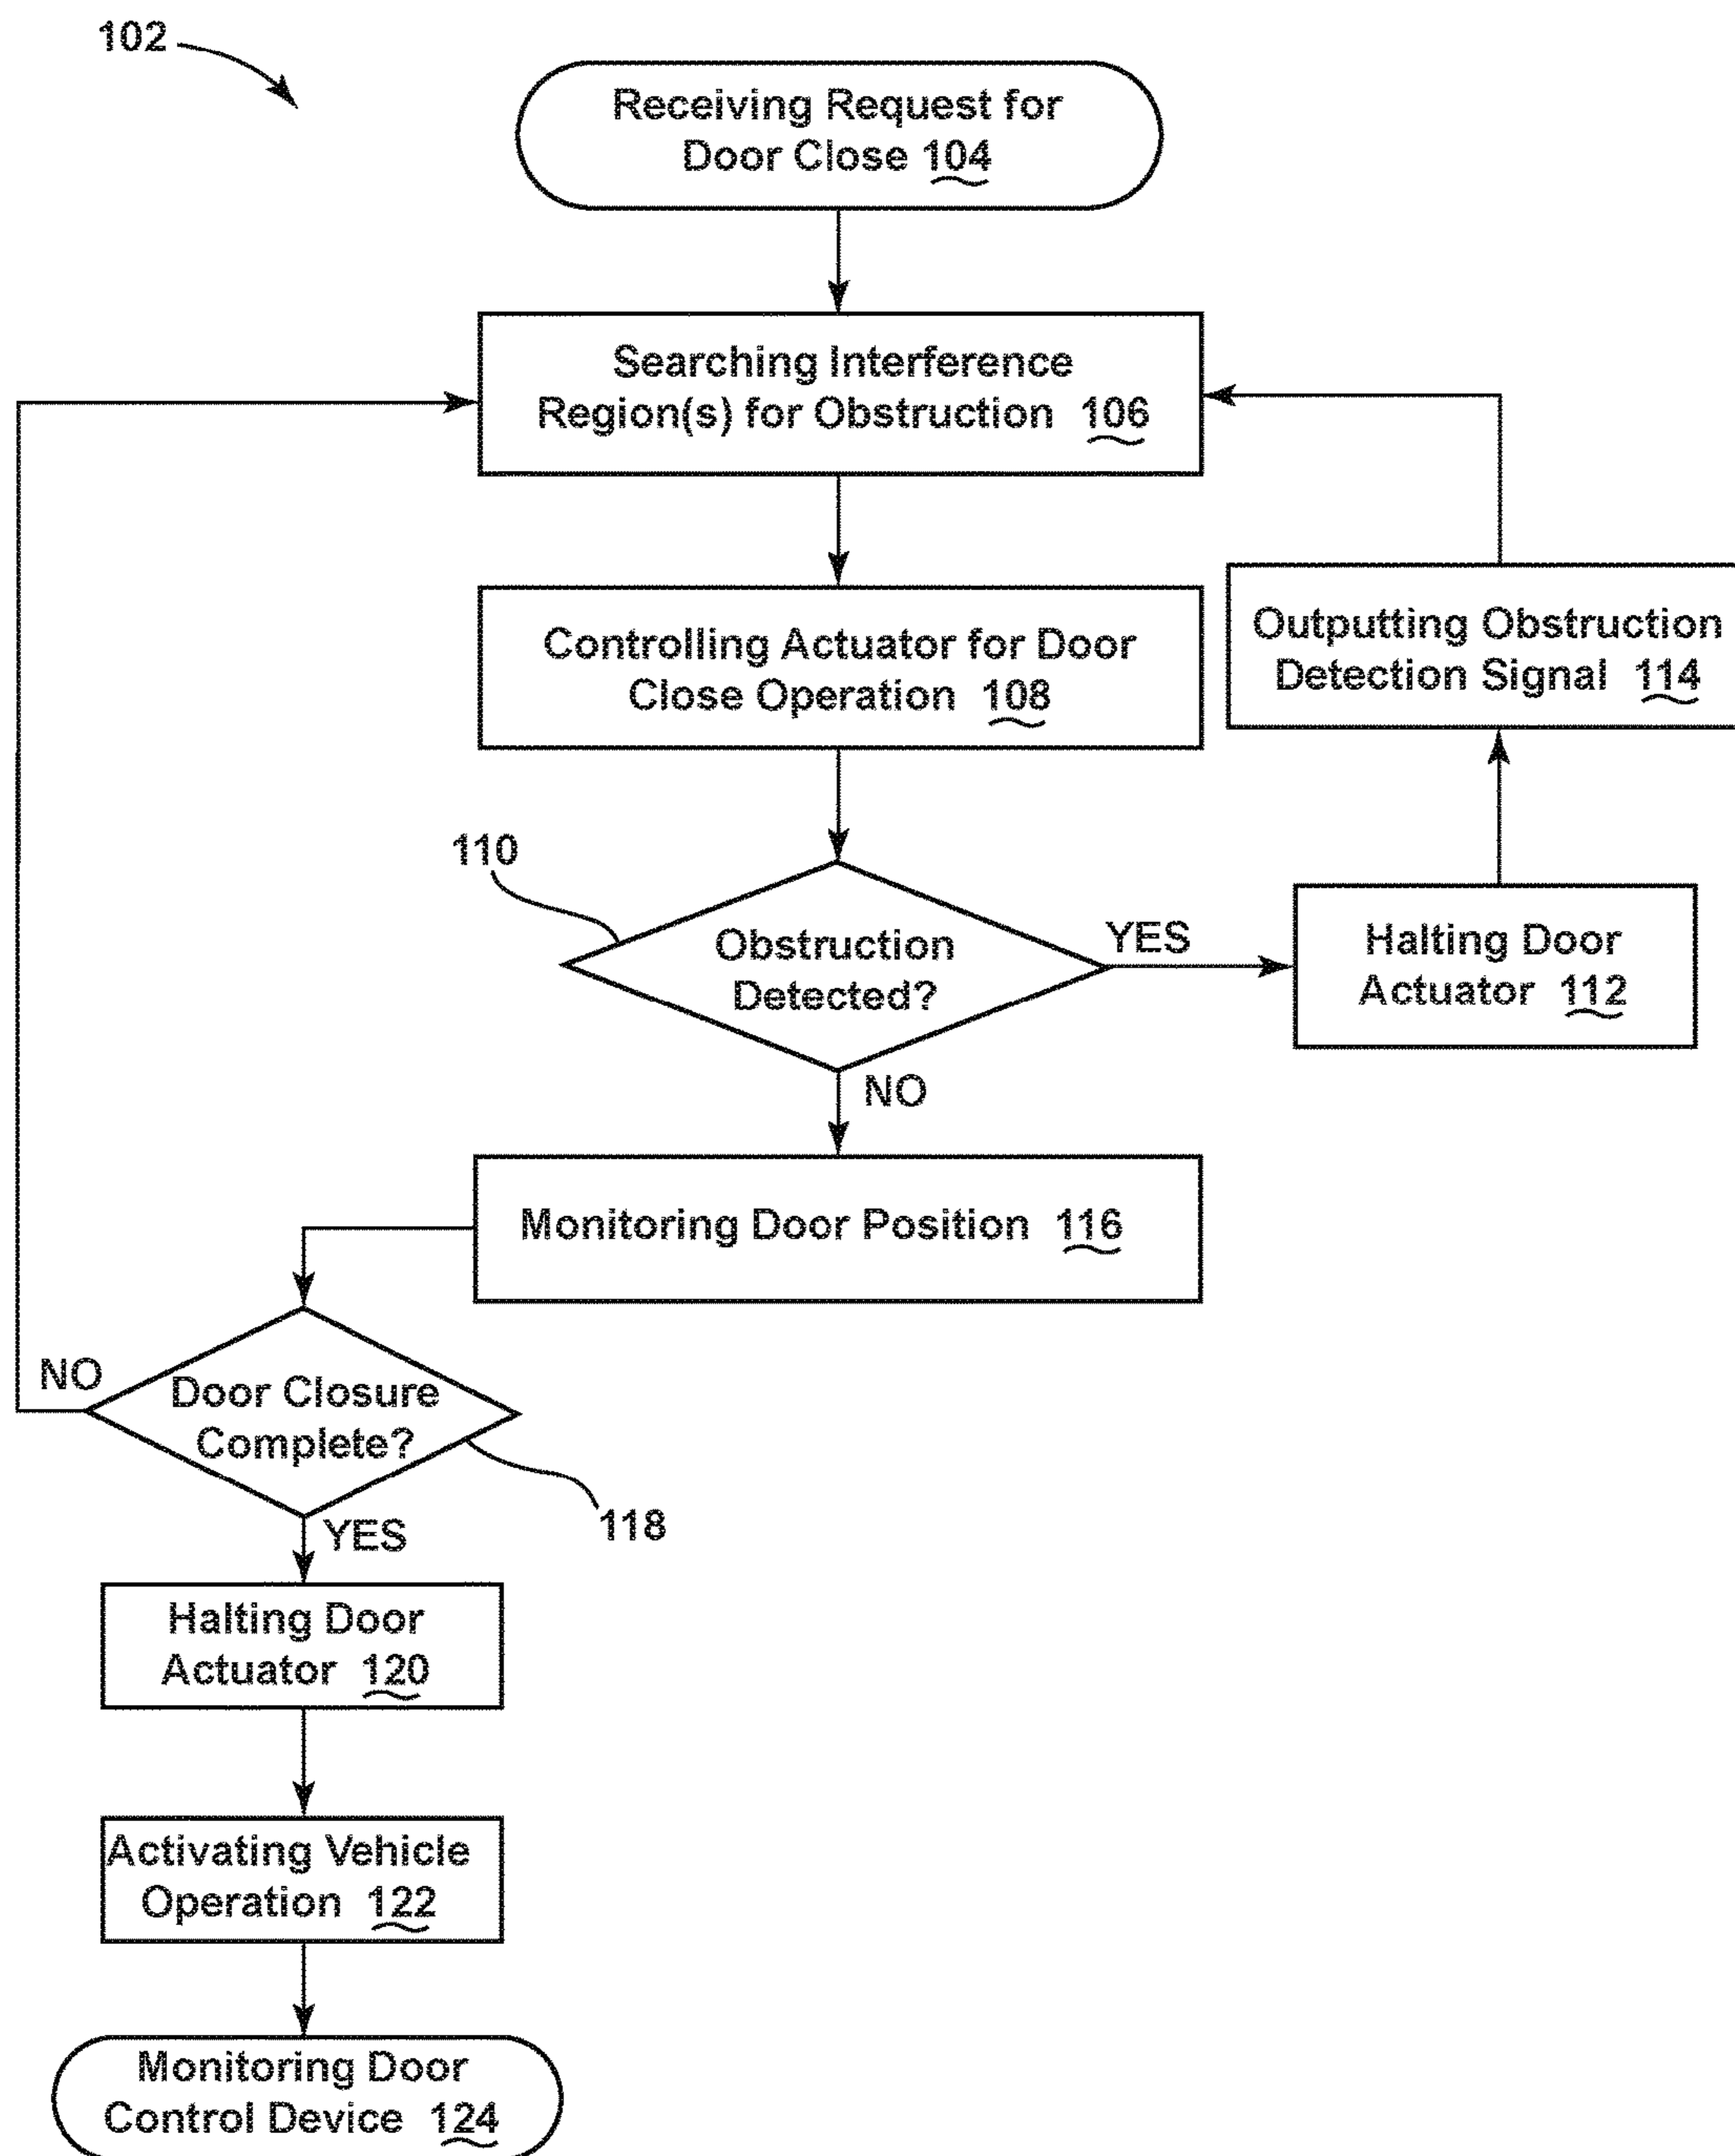 102
Receiving Request for
Door Close 104
Searching Interference
Region(s) for Obstruction 106
Controlling Actuator for Door
Close Operation 108
Outputting Obstruction
Detection Signal 114
110
Obstruction
Detected?
YES
Halting Door
Actuator 112
NO
Monitoring Door Position 116
NO
Door Closure
Complete?
118
YES
Halting Door
Actuator 120
Activating Vehicle
Operation 122
Monitoring Door
Control Device 124